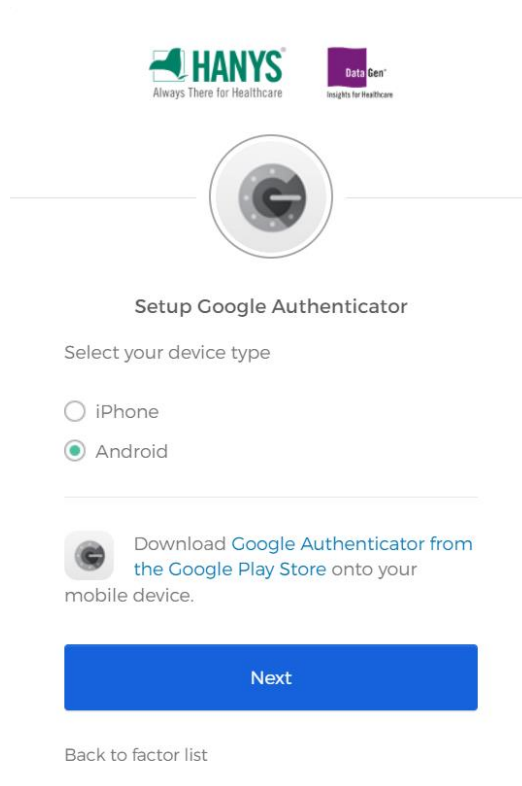 HANYS®
Always There for Healthcare
Data Gen™
Insights for Healthcare
Setup Google Authenticator
Select your device type
iPhone
Android
Download Google Authenticator from
the Google Play Store onto your
mobile device.
Next
Back to factor list